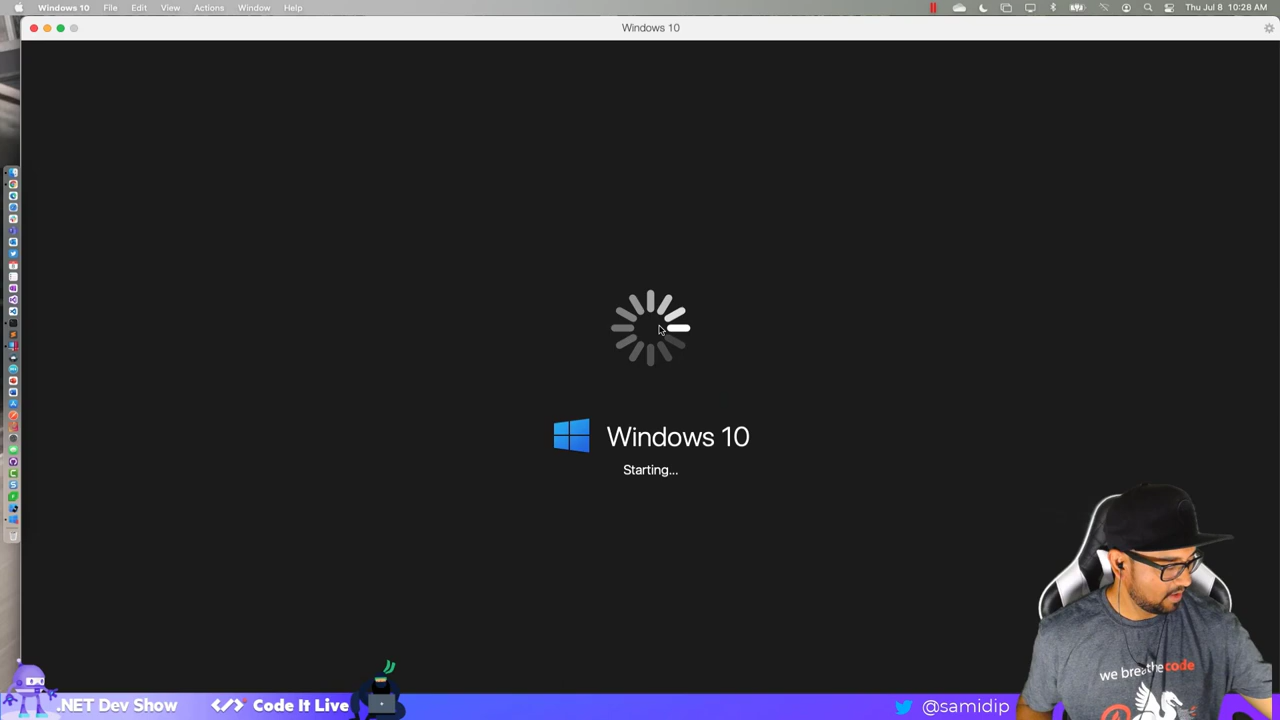 Windows 10 File Edit View Actions Window Help Thu Jul 8 10:28 AM
Windows 10
Windows 10
Starting...
we breathe code
.NET Dev Show </> Code It Live @samidip